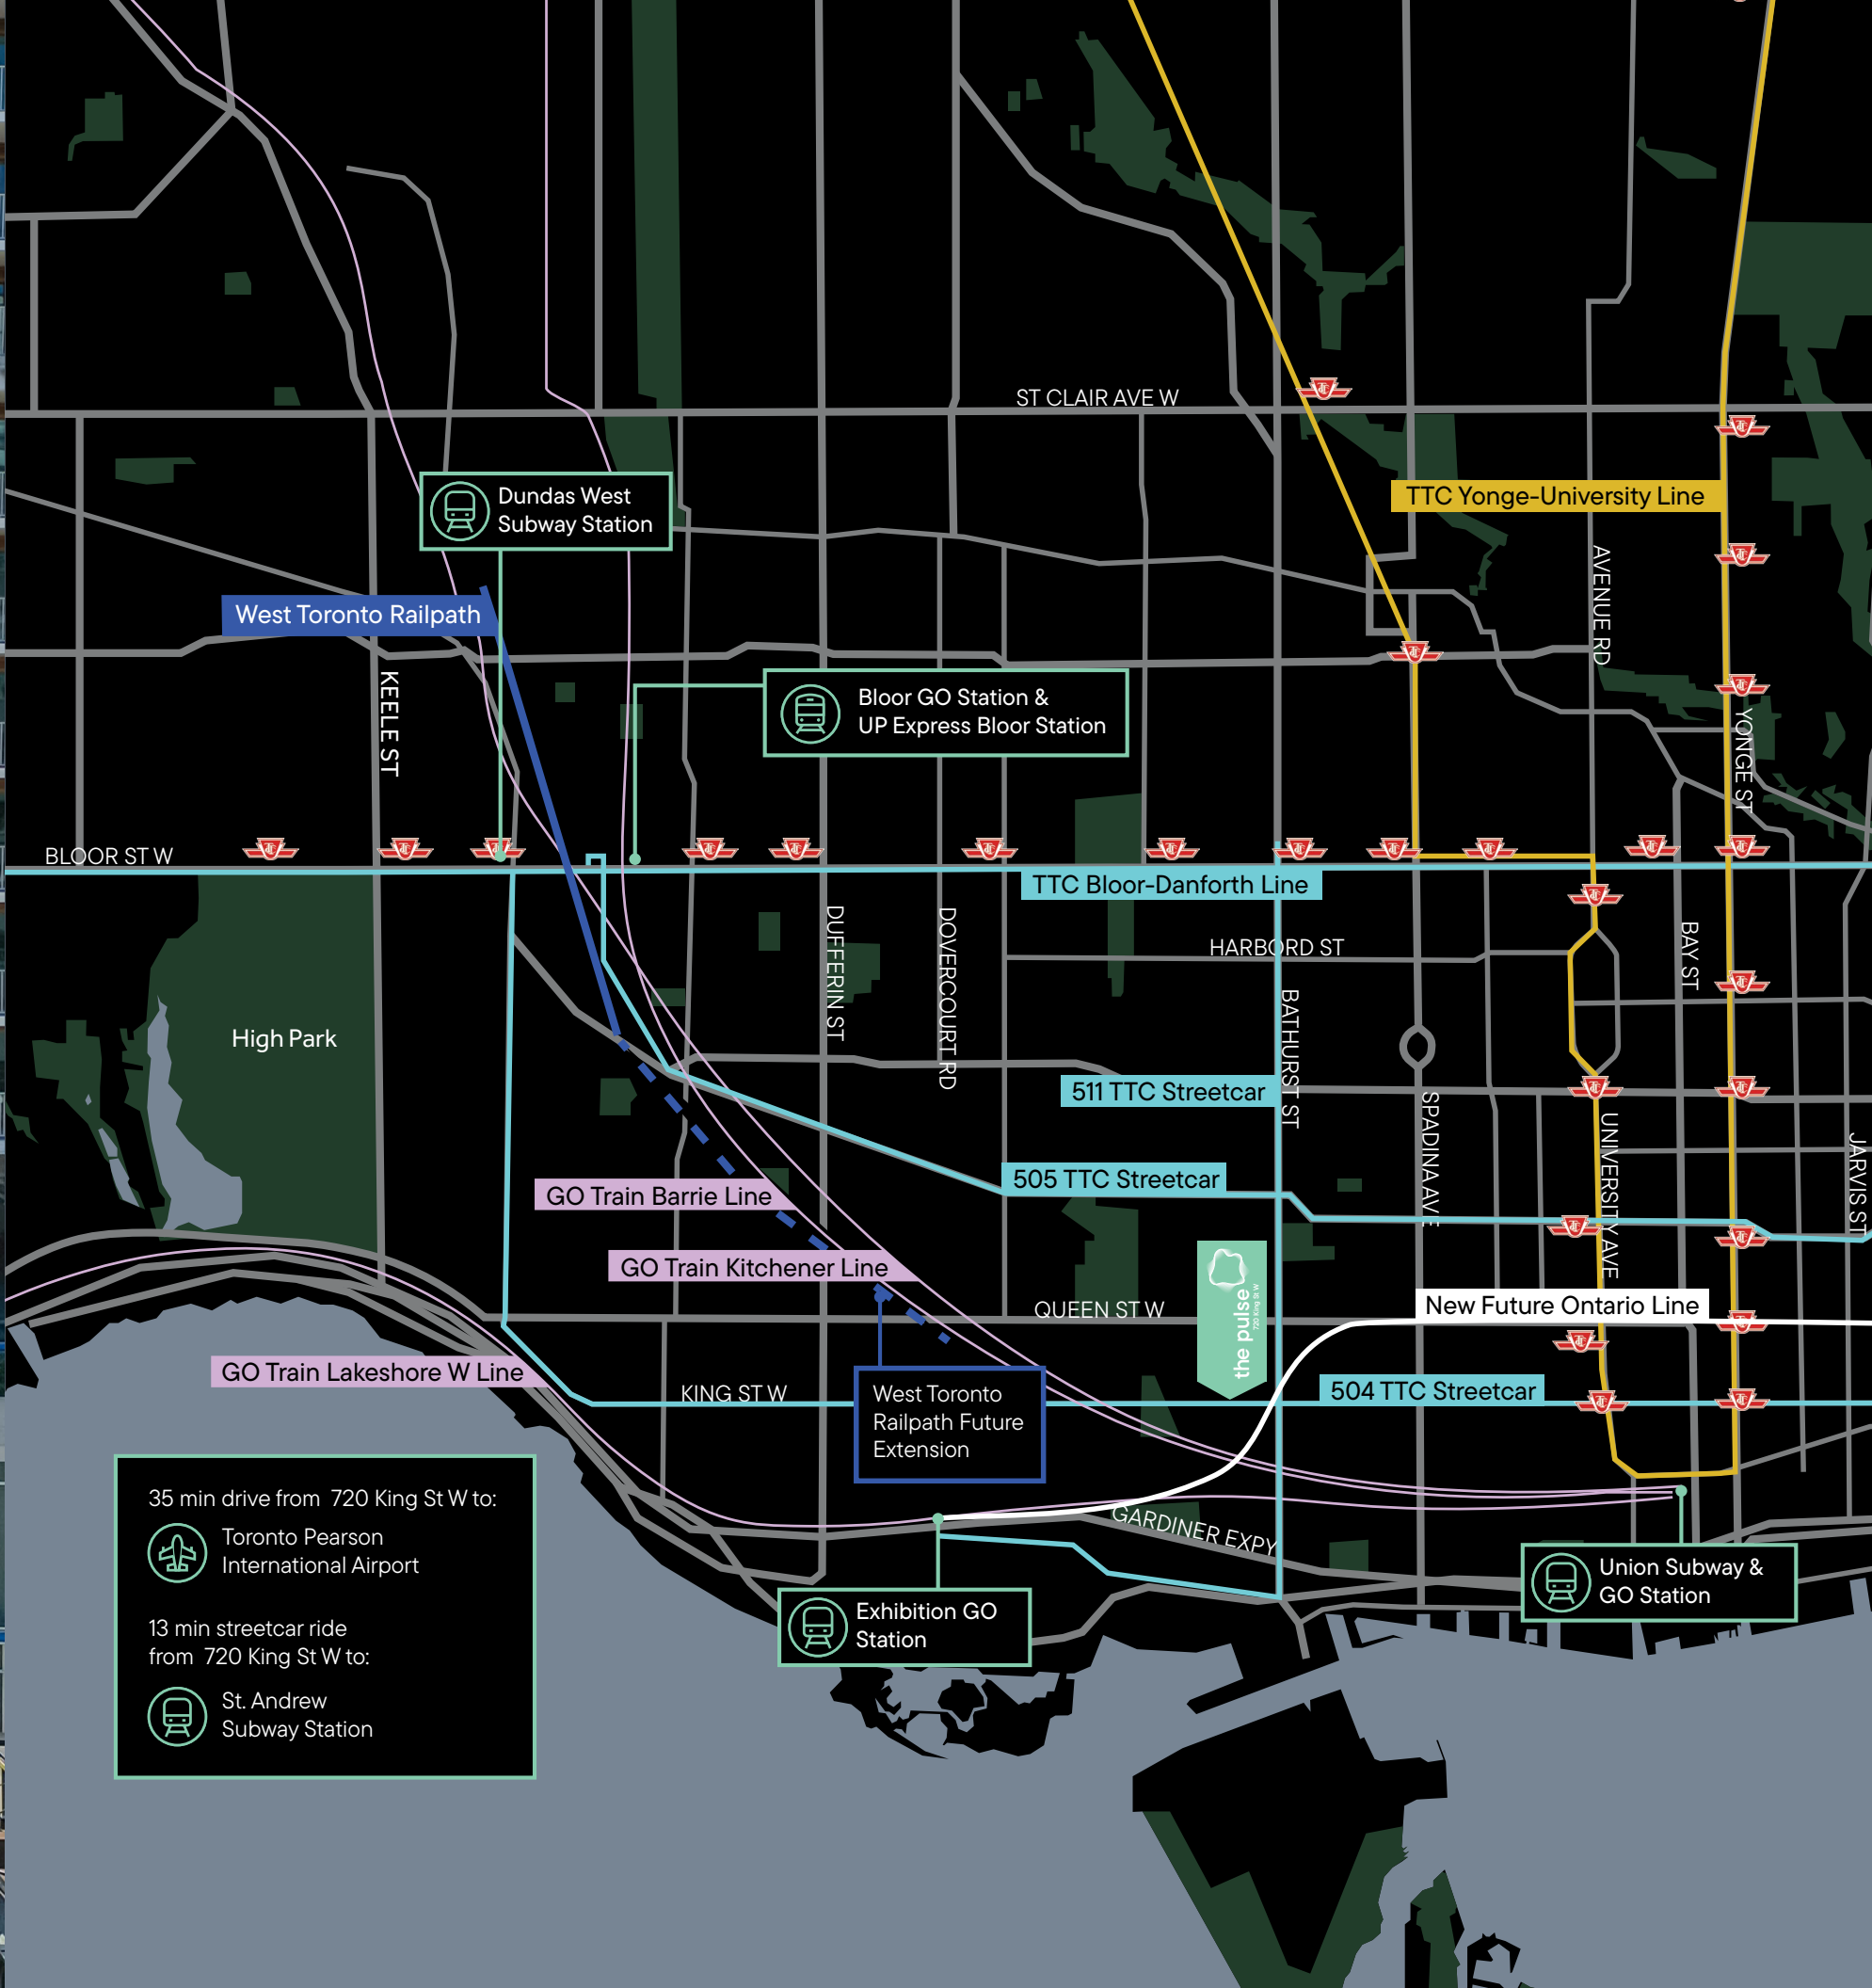 ST CLAIR AVE W
Dundas West
Subway Station
TTC Yonge-University Line
AVENUE RD
West Toronto Railpath
KEELE ST
Bloor GO Station &
UP Express Bloor Station
YONGE ST
BLOOR ST W
TTC Bloor-Danforth Line
DUFFERIN ST
DOVERCOURT RD
HARBORD ST
BAY ST
High Park
BATHURST ST
511 TTC Streetcar
SPADINA AVE
UNIVERSITY AVE
JARVIS ST
505 TTC Streetcar
GO Train Barrie Line
GO Train Kitchener Line
the pulse
720 King St W
QUEEN ST W
New Future Ontario Line
GO Train Lakeshore W Line
KING ST W
504 TTC Streetcar
West Toronto
Railpath Future
Extension
GARDINER EXPY
35 min drive from 720 King St W to:
Toronto Pearson
International Airport
13 min streetcar ride
from 720 King St W to:
St. Andrew
Subway Station
Exhibition GO
Station
Union Subway &
GO Station